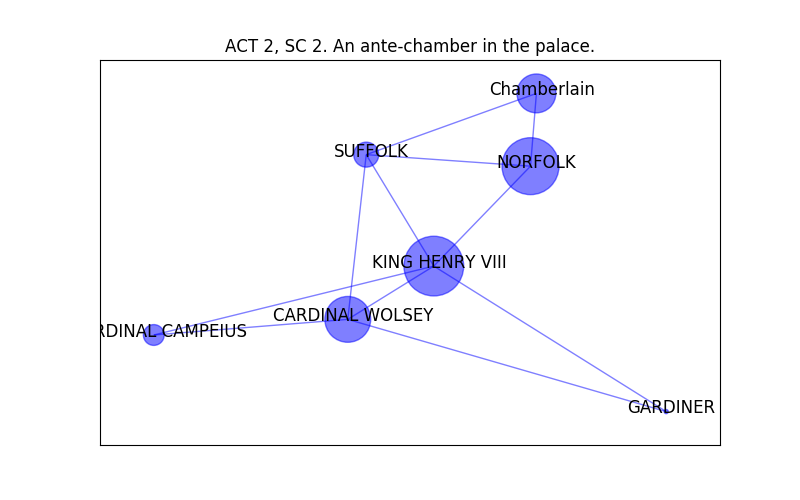 ACT 2, SC 2. An ante-chamber in the palace.
Chamberlain
SUFFOLK
NORFOLK
KING HENRY VIII
CARDINAL WOLSEY
RDINAL CAMPEIUS
GARDINER